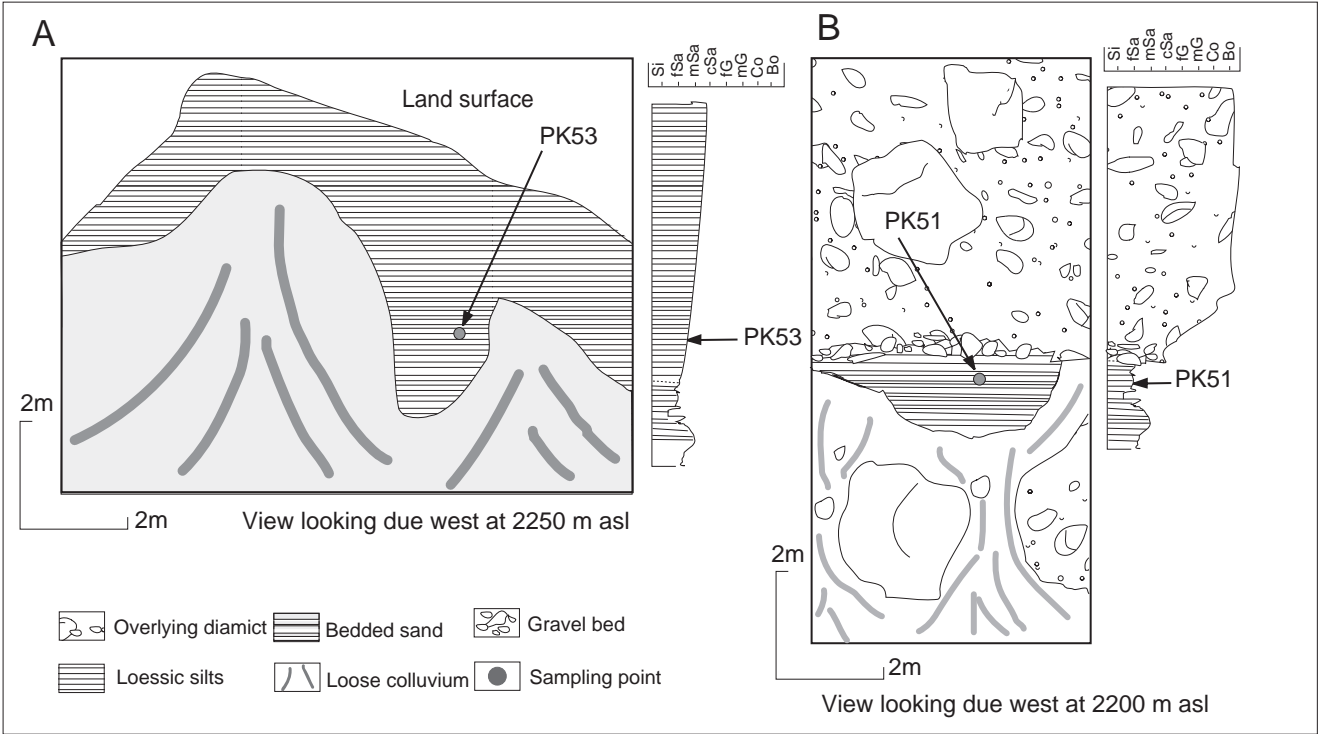 A
Land surface
PK53
Si fSa mSa cSa fG mG Co Bo
PK53
2m
2m
View looking due west at 2250 m asl
B
PK51
Si fSa mSa cSa fG mG Co Bo
PK51
2m
2m
View looking due west at 2200 m asl
Overlying diamict
Bedded sand
Gravel bed
Loessic silts
Loose colluvium
Sampling point